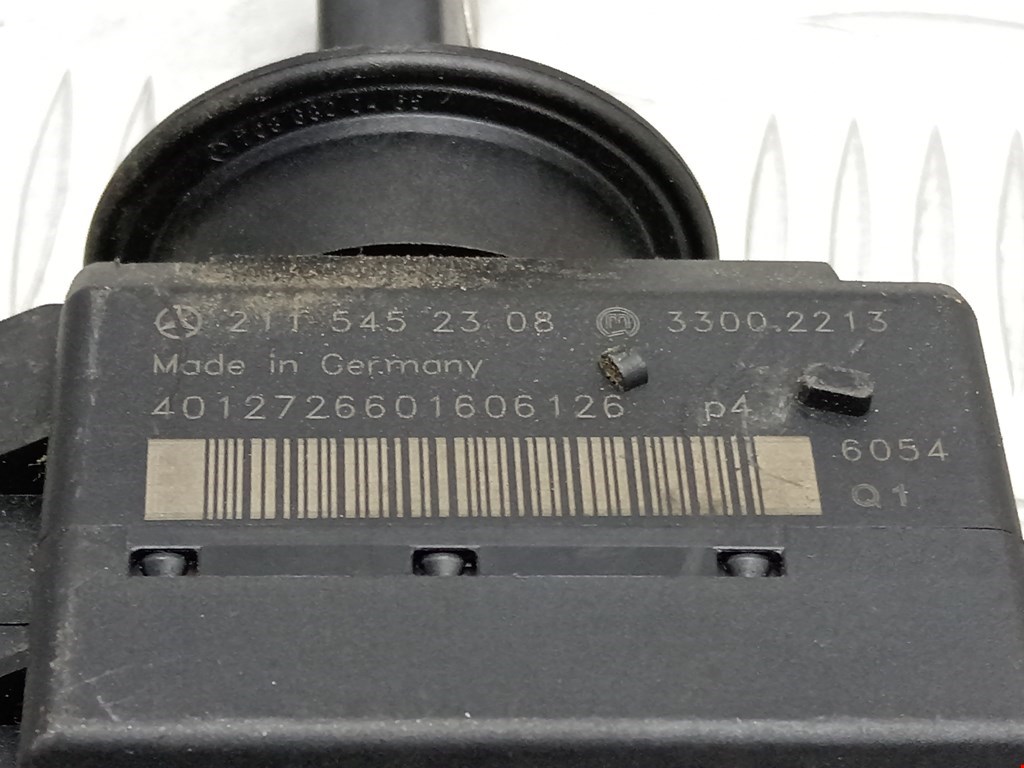 211 545 23 08 3300.2213
Made in Germany
4012726601606126 p4
6054
Q1